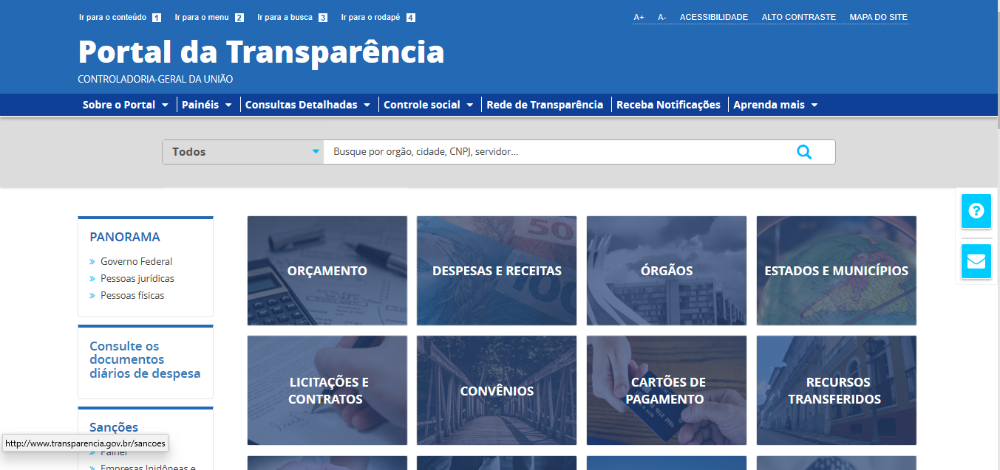 Ir para o conteúdo 1 Ir para o menu 2 Ir para a busca 3 Ir para o rodapé 4
A+ A- ACESSIBILIDADE ALTO CONTRASTE MAPA DO SITE
Portal da Transparência
CONTROLADORIA-GERAL DA UNIÃO
Sobre o Portal Painéis Consultas Detalhadas Controle social Rede de Transparência Receba Notificações Aprenda mais
Todos Busque por orgão, cidade, CNPJ, servidor...
PANORAMA
» Governo Federal
» Pessoas jurídicas
» Pessoas físicas
Consulte os
documentos
diários de despesa
Sanções
» Painel
» Empresas Inidôneas e
http://www.transparencia.gov.br/sancoes
ORÇAMENTO
DESPESAS E RECEITAS
50
100
ÓRGÃOS
ESTADOS E MUNICÍPIOS
LICITAÇÕES E
CONTRATOS
CONVÊNIOS
CARTÕES DE
PAGAMENTO
RECURSOS
TRANSFERIDOS
?